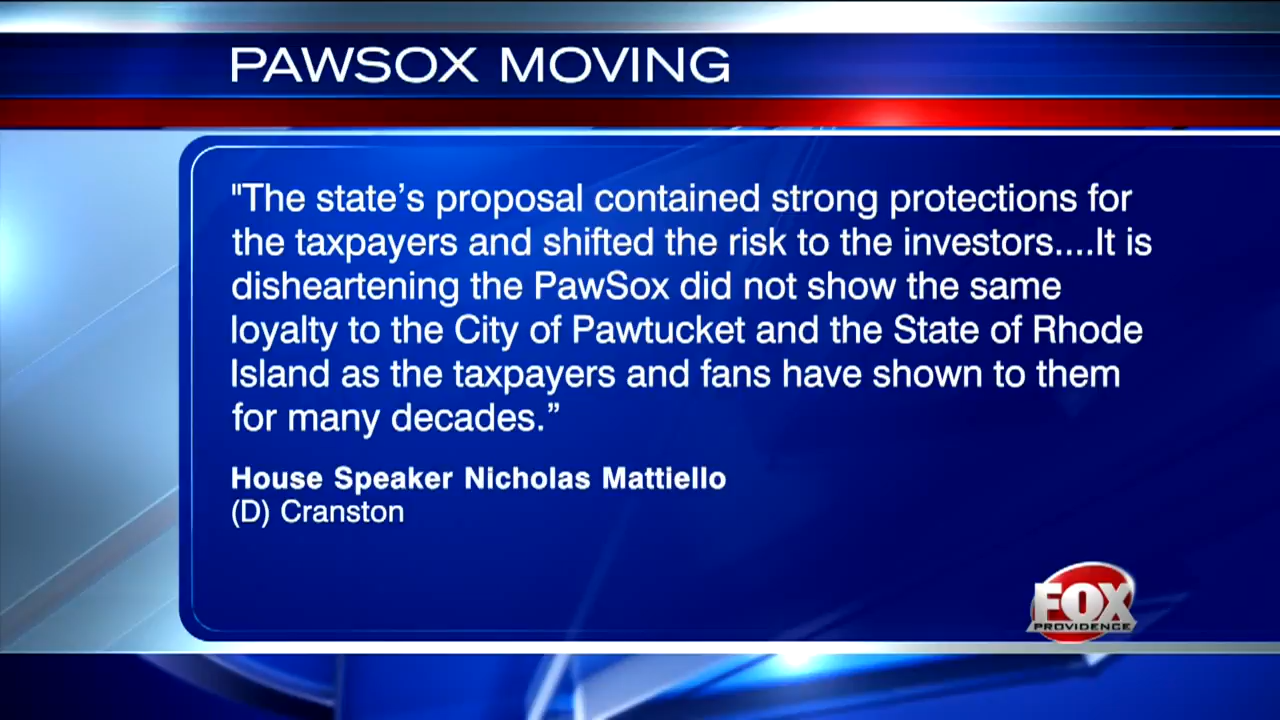 PAWSOX MOVING
"The state’s proposal contained strong protections for
the taxpayers and shifted the risk to the investors....It is
disheartening the PawSox did not show the same
loyalty to the City of Pawtucket and the State of Rhode
Island as the taxpayers and fans have shown to them
for many decades.”
House Speaker Nicholas Mattiello
(D) Cranston
FOX
PROVIDENCE